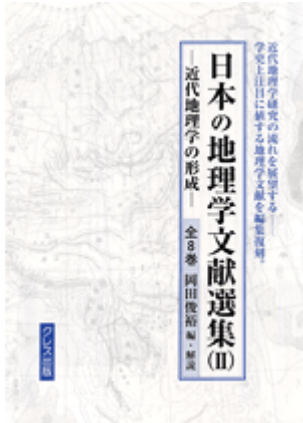 近代地理学研究の流れを展望する――
学史上注目に値する地理学文献を編集復刻。
日本の地理学文献選集(Ⅱ)
―近代地理学の形成―
全8巻 岡田俊裕 編・解説
クレス出版